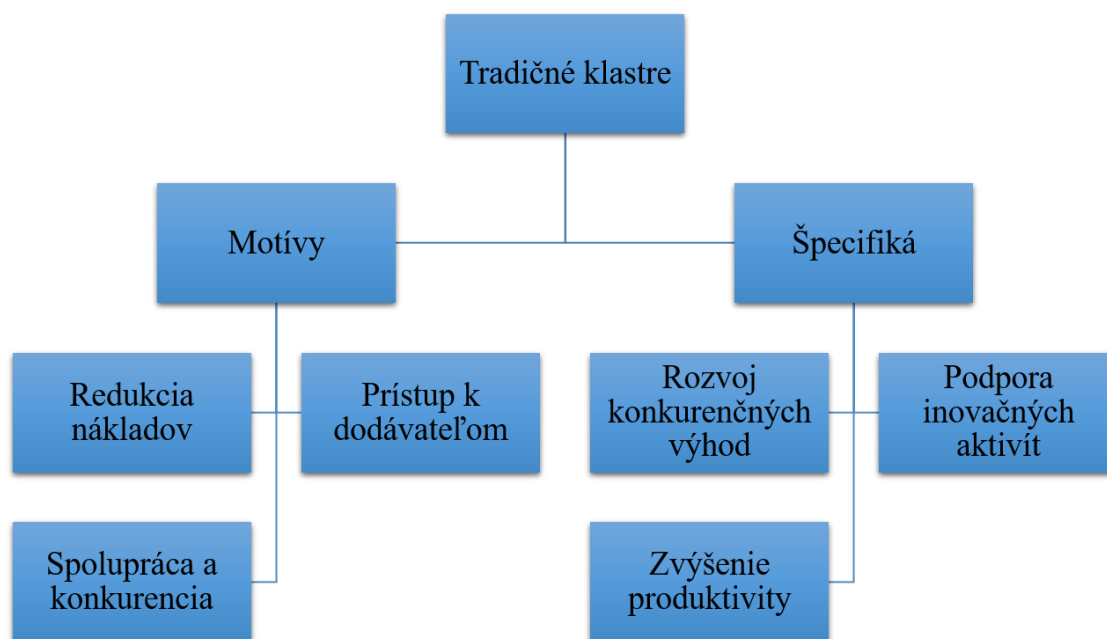 Tradičné klastre
Motívy
Špecifiká
Redukcia
nákladov
Prístup k
dodávateľom
Rozvoj
konkurenčných
výhod
Podpora
inovačných
aktivít
Spolupráca a
konkurencia
Zvýšenie
produktivity